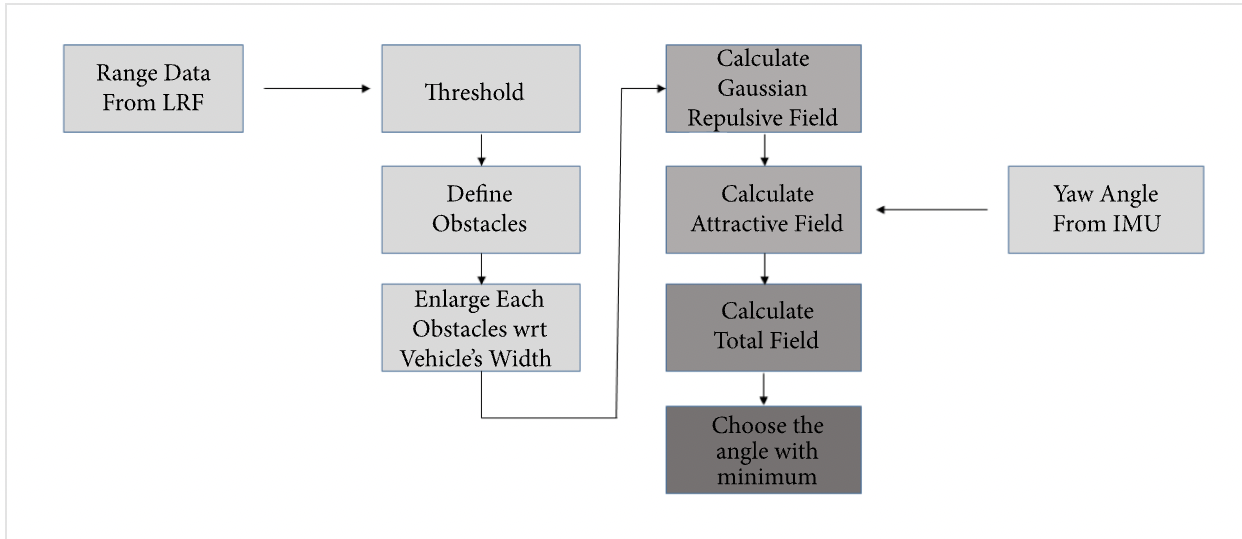 Range Data
From LRF
Threshold
Define
Obstacles
Enlarge Each
Obstacles wrt
Vehicle's Width
Calculate
Gaussian
Repulsive Field
Calculate
Attractive Field
Calculate
Total Field
Choose the
angle with
minimum
Yaw Angle
From IMU